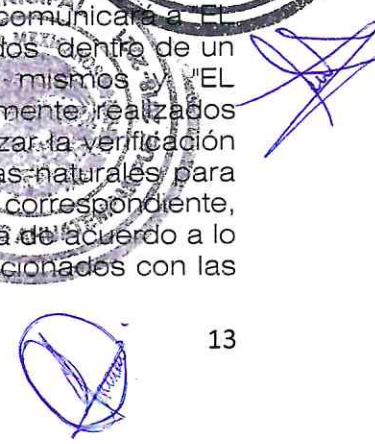 comunicará a "EL
dos dentro de un
mismos y "EL
mente realizados
zar la verificación
as naturales para
correspondiente,
a de acuerdo a lo
cionados con las
13